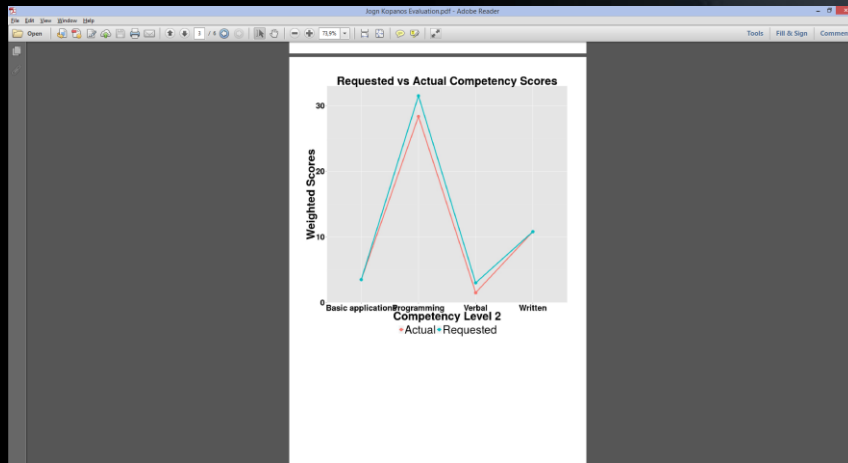 Jogn Kopanos Evaluation.pdf - Adobe Reader
File Edit View Window Help
Open 3 / 6 73,9% Tools Fill & Sign Comment
Requested vs Actual Competency Scores
Weighted Scores
30
20
10
0
Basic applications Programming Verbal Written
Competency Level 2
Actual Requested